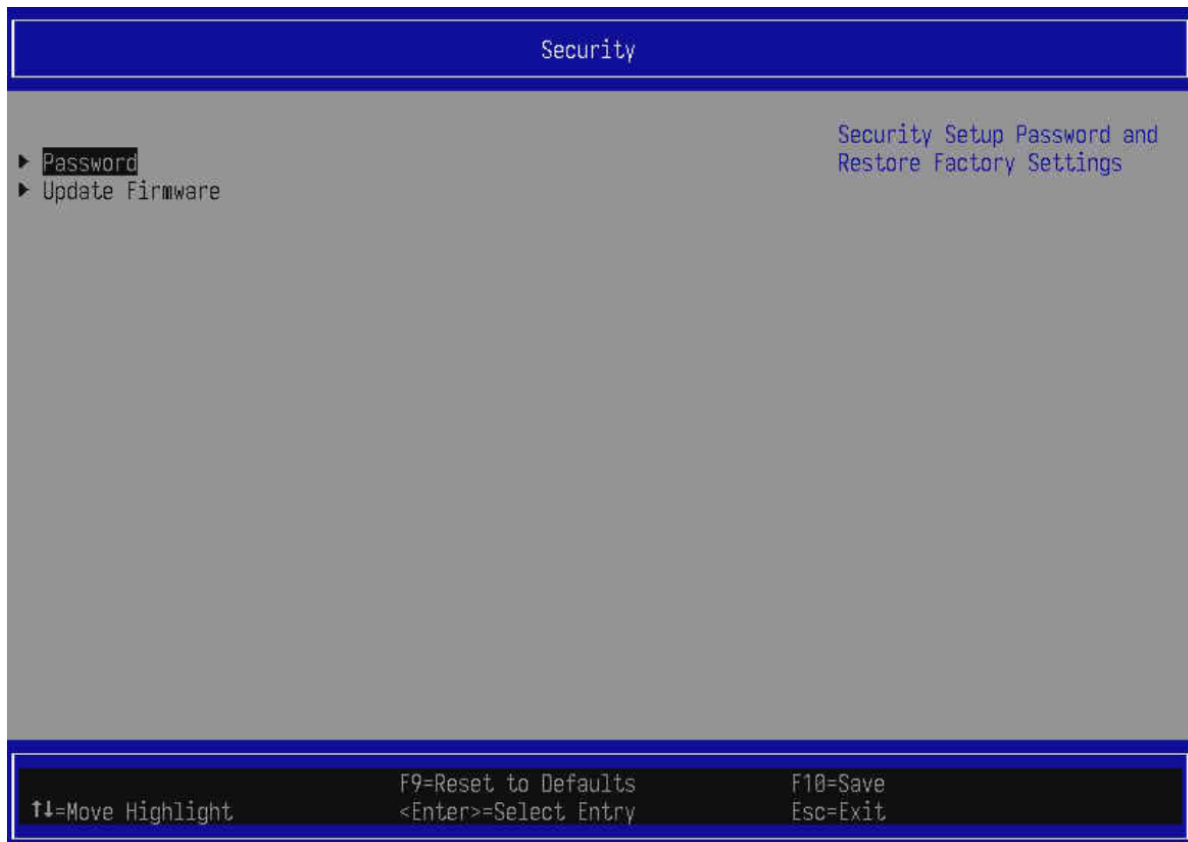 Security
▶ Password
▶ Update Firmware
Security Setup Password and
Restore Factory Settings
F9=Reset to Defaults F10=Save
↑↓=Move Highlight <Enter>=Select Entry Esc=Exit